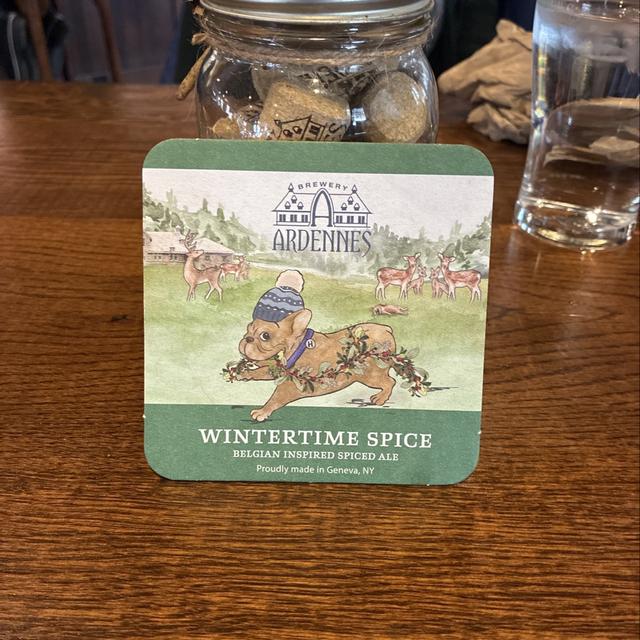 BREWERY
ARDENNES
WINTERTIME SPICE
BELGIAN INSPIRED SPICED ALE
Proudly made in Geneva, NY